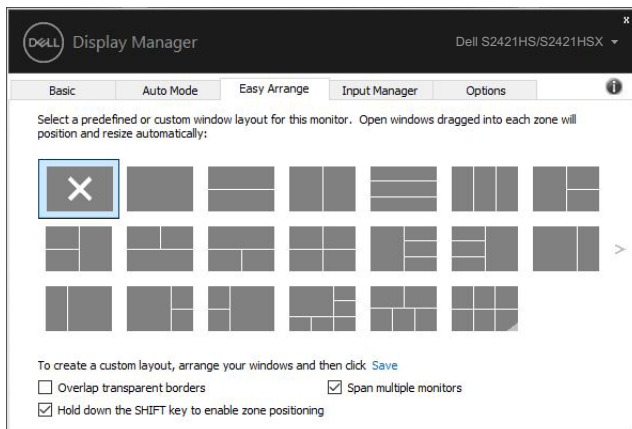 x
DELL Display Manager Dell S2421HS/S2421HSX
Basic Auto Mode Easy Arrange Input Manager Options i
Select a predefined or custom window layout for this monitor. Open windows dragged into each zone will
position and resize automatically:
>
To create a custom layout, arrange your windows and then click Save
Overlap transparent borders Span multiple monitors
Hold down the SHIFT key to enable zone positioning